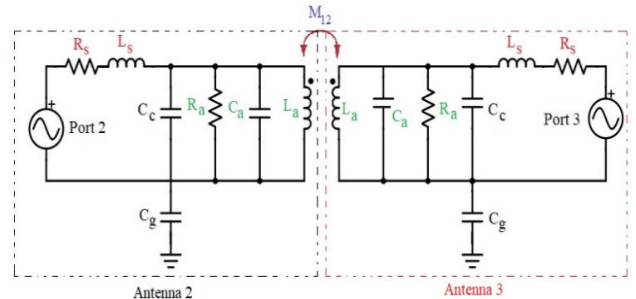 M12
Rs Ls Ls Rs
Cc Ra Ca La La Ca Ra Cc
Port 2 Port 3
Cg Cg
Antenna 2 Antenna 3